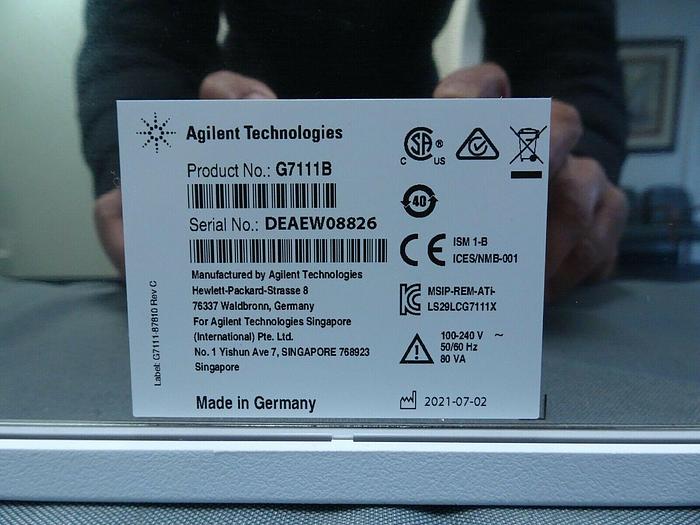 Agilent Technologies
Product No.: G7111B
Serial No.: DEAEW08826
Manufactured by Agilent Technologies
Hewlett-Packard-Strasse 8
76337 Waldbronn, Germany
For Agilent Technologies Singapore
(International) Pte. Ltd.
No. 1 Yishun Ave 7, SINGAPORE 768923
Singapore
Made in Germany
Label: G7111-87810 Rev C
C SA ® US
40
CE
ISM 1-B
ICES/NMB-001
KC
MSIP-REM-ATi-
LS29LCG7111X
100-240 V ~
50/60 Hz
80 VA
2021-07-02